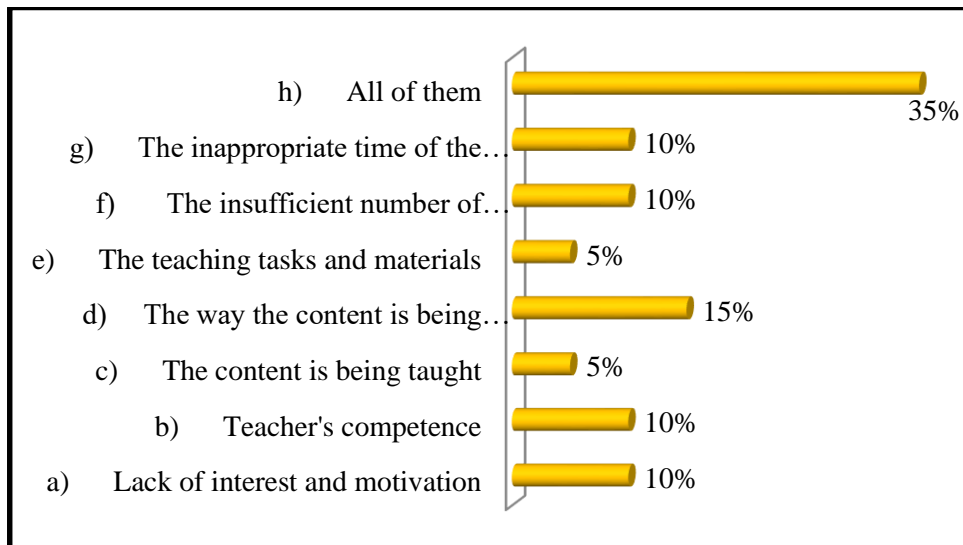 h) All of them
35%
g) The inappropriate time of the…
10%
f) The insufficient number of…
10%
e) The teaching tasks and materials
5%
d) The way the content is being…
15%
c) The content is being taught
5%
b) Teacher's competence
10%
a) Lack of interest and motivation
10%